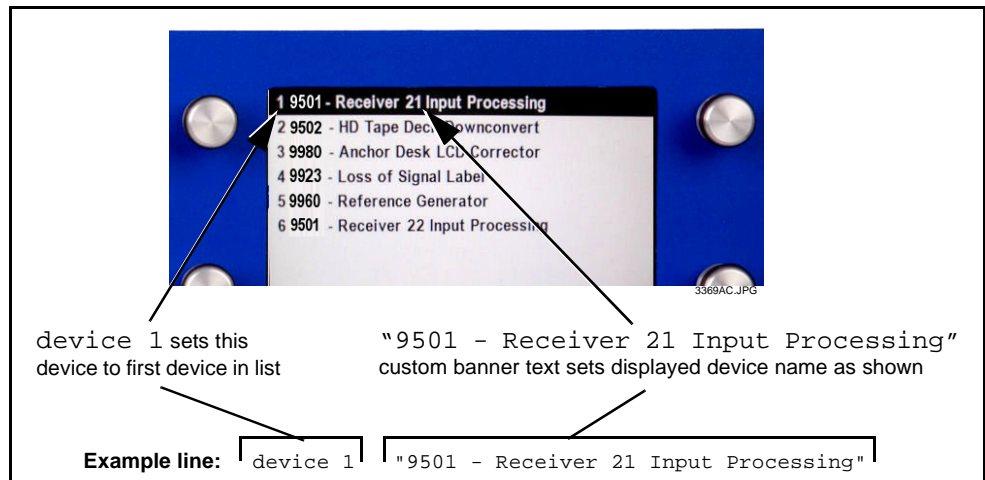 1 9501 - Receiver 21 Input Processing
2 9502 - HD Tape Deck Downconvert
3 9980 - Anchor Desk LCD Corrector
4 9923 - Loss of Signal Label
5 9960 - Reference Generator
6 9501 - Receiver 22 Input Processing
3369AC.JPG
device 1 sets this
device to first device in list
“9501 - Receiver 21 Input Processing”
custom banner text sets displayed device name as shown
Example line: device 1 "9501 - Receiver 21 Input Processing"